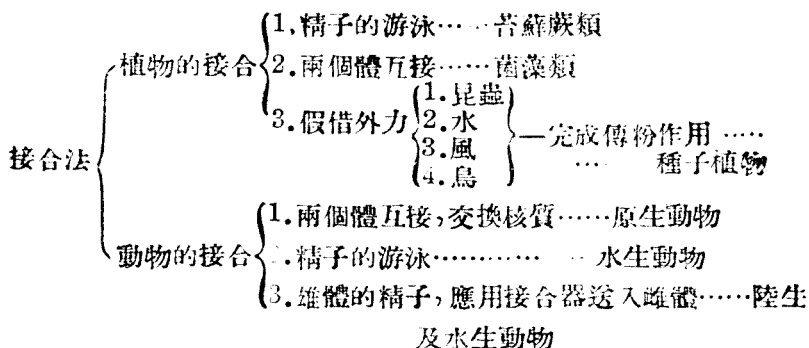 接合法
植物的接合
1.精子的游泳……苔蘚蕨類
2.兩個體互接……菌藻類
3.假借外力
1.昆蟲
2.水
3.風
4.鳥
—完成傳粉作用……
……種子植物
動物的接合
1.兩個體互接,交換核質……原生動物
2.精子的游泳…………水生動物
3.雄體的精子,應用接合器送入雌體……陸生
及水生動物